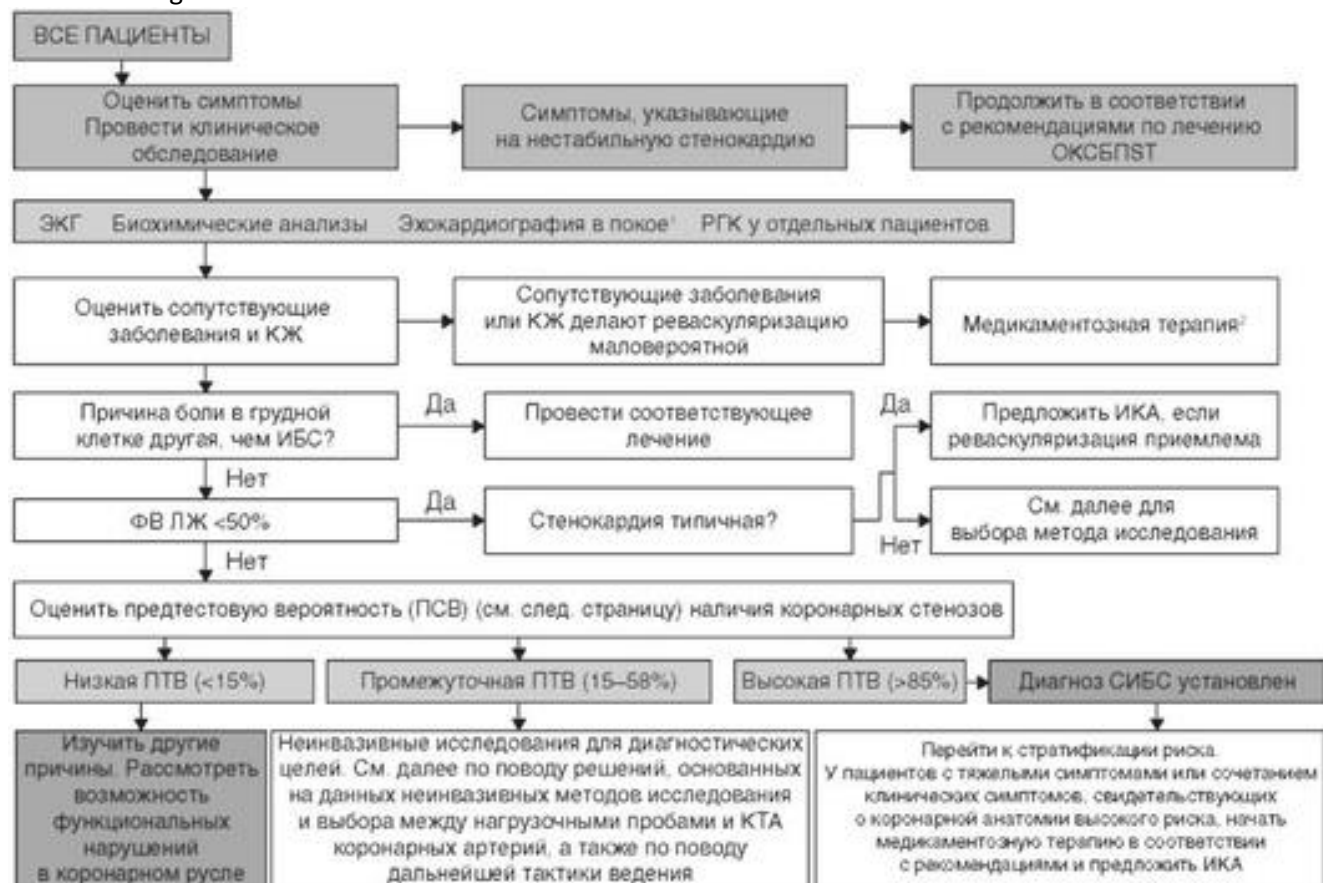 ВСЕ ПАЦИЕНТЫ
Оценить симптомы
Провести клиническое
обследование
Симптомы, указывающие
на нестабильную стенокардию
Продолжить в соответствии
с рекомендациями по лечению
ОКСБПST
ЭКГ Биохимические анализы Эхокардиография в покое¹ РГК у отдельных пациентов
Оценить сопутствующие
заболевания и КЖ
Сопутствующие заболевания
или КЖ делают реваскуляризацию
маловероятной
Медикаментозная терапия²
Причина боли в грудной
клетке другая, чем ИБС?
Да
Провести соответствующее
лечение
Да
Предложить ИКА, если
реваскуляризация приемлема
Нет
ФВ ЛЖ <50%
Да
Стенокардия типичная?
Нет
См. далее для
выбора метода исследования
Нет
Оценить предтестовую вероятность (ПСВ) (см. след. страницу) наличия коронарных стенозов
Низкая ПТВ (<15%)
Промежуточная ПТВ (15–58%)
Высокая ПТВ (>85%)
Диагноз СИБС установлен
Изучить другие
причины. Рассмотреть
возможность
функциональных
нарушений
в коронарном русле
Неинвазивные исследования для диагностических
целей. См. далее по поводу решений, основанных
на данных неинвазивных методов исследования
и выбора между нагрузочными пробами и КТА
коронарных артерий, а также по поводу
дальнейшей тактики ведения
Перейти к стратификации риска.
У пациентов с тяжелыми симптомами или сочетанием
клинических симптомов, свидетельствующих
о коронарной анатомии высокого риска, начать
медикаментозную терапию в соответствии
с рекомендациями и предложить ИКА